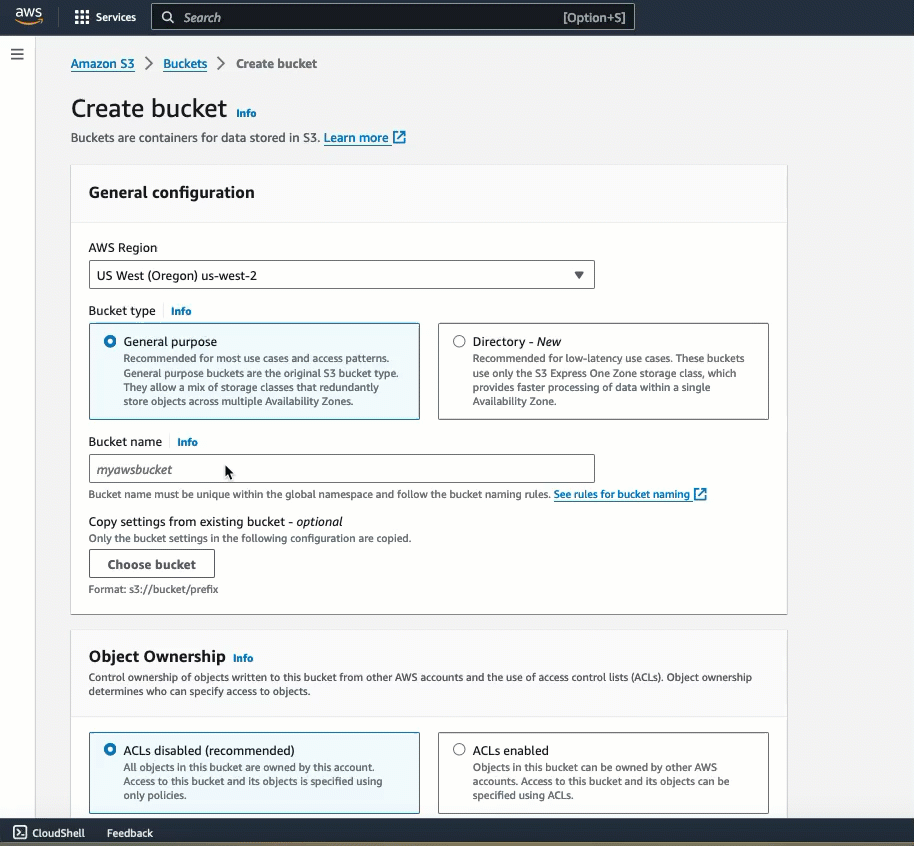 aws
Services
Search
[Option+S]
Amazon S3 > Buckets > Create bucket
Create bucket Info
Buckets are containers for data stored in S3. Learn more
General configuration
AWS Region
US West (Oregon) us-west-2
Bucket type Info
General purpose
Recommended for most use cases and access patterns.
General purpose buckets are the original S3 bucket type.
They allow a mix of storage classes that redundantly
store objects across multiple Availability Zones.
Directory - New
Recommended for low-latency use cases. These buckets
use only the S3 Express One Zone storage class, which
provides faster processing of data within a single
Availability Zone.
Bucket name Info
myawsbucket
Bucket name must be unique within the global namespace and follow the bucket naming rules. See rules for bucket naming
Copy settings from existing bucket - optional
Only the bucket settings in the following configuration are copied.
Choose bucket
Format: s3://bucket/prefix
Object Ownership Info
Control ownership of objects written to this bucket from other AWS accounts and the use of access control lists (ACLs). Object ownership
determines who can specify access to objects.
ACLs disabled (recommended)
All objects in this bucket are owned by this account.
Access to this bucket and its objects is specified using
only policies.
ACLs enabled
Objects in this bucket can be owned by other AWS
accounts. Access to this bucket and its objects can be
specified using ACLs.
CloudShell
Feedback